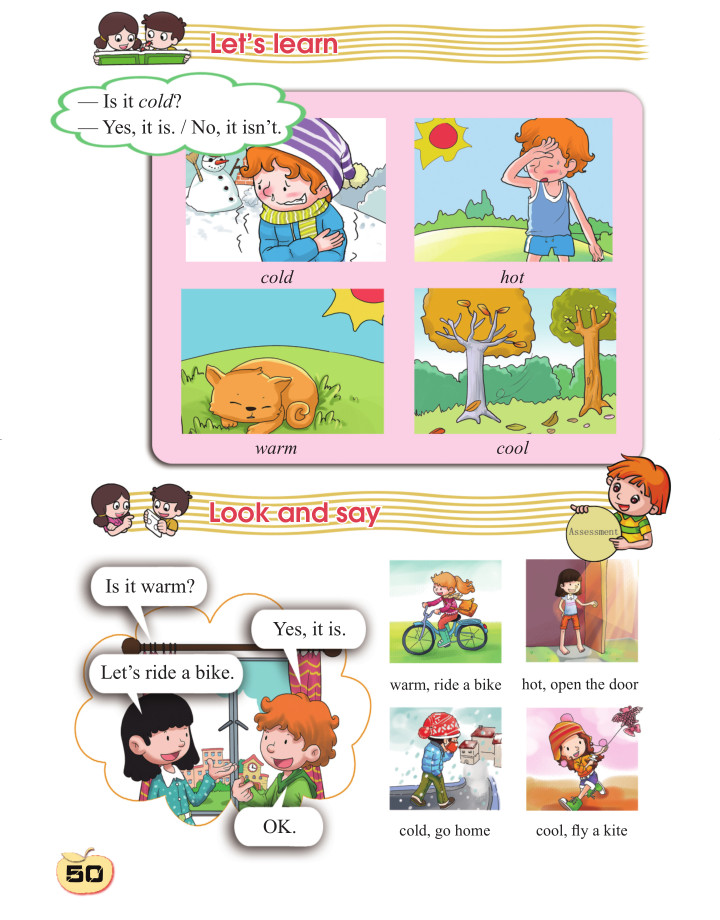 Let's learn
— Is it cold?
— Yes, it is. / No, it isn't.
cold
hot
warm
cool
Look and say
Assessment
Is it warm?
Yes, it is.
Let's ride a bike.
OK.
warm, ride a bike
hot, open the door
cold, go home
cool, fly a kite
50